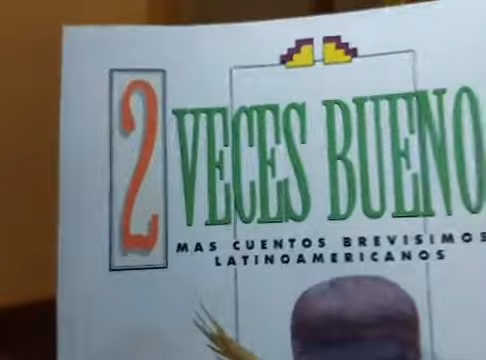 2 VECES BUENO
MAS CUENTOS BREVISIMOS
LATINOAMERICANOS